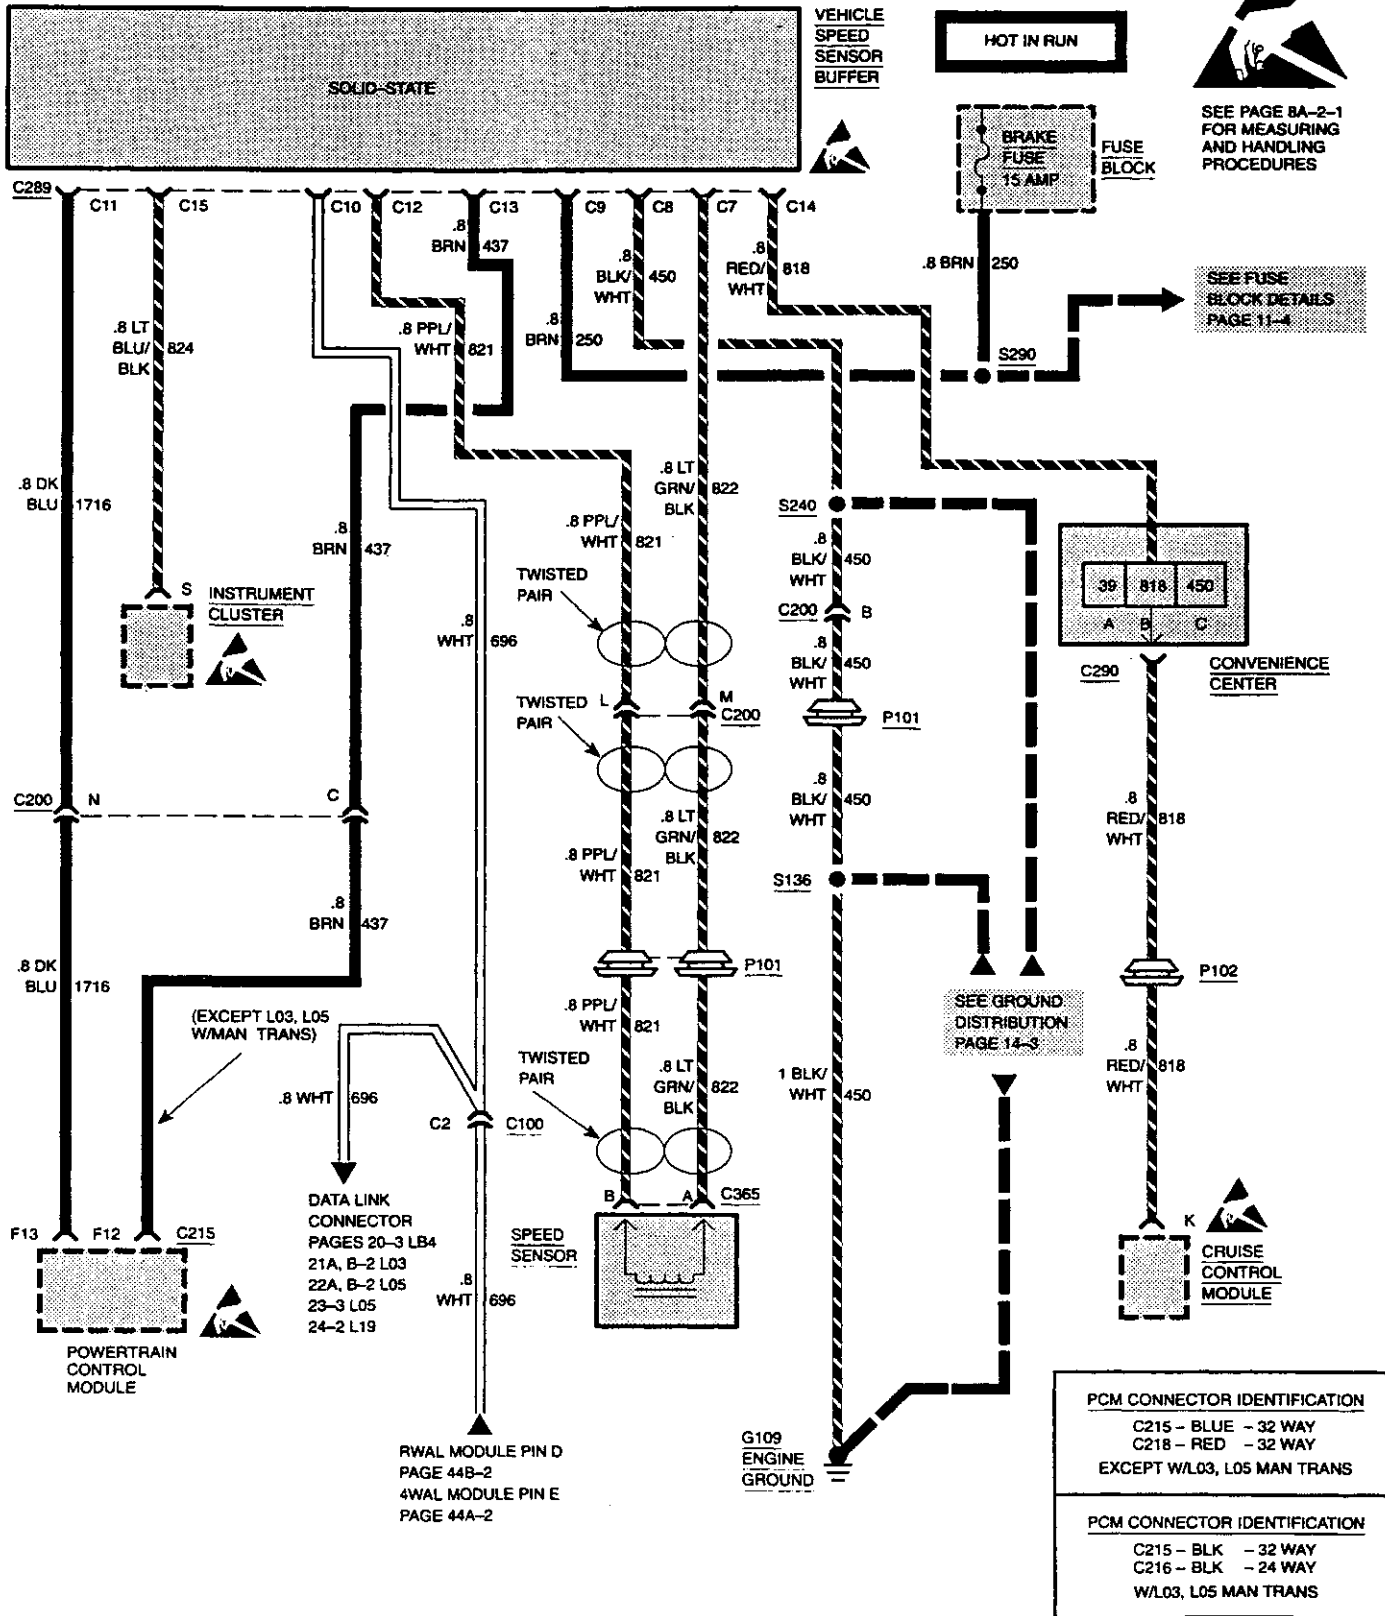 VEHICLE
SPEED
SENSOR
BUFFER
HOT IN RUN
SOLID-STATE
SEE PAGE 8A-2-1
FOR MEASURING
AND HANDLING
PROCEDURES
BRAKE
FUSE
15 AMP
FUSE
BLOCK
C289
C11
C15
C10
C12
C13
C9
C8
C7
C14
.8
BRN 437
.8
BLK/ 450
WHT
.8
RED/ 818
WHT
.8 BRN 250
SEE FUSE
BLOCK DETAILS
PAGE 11-4
.8 LT
BLU/ 824
BLK
.8 PPL/
WHT 821
.8
BRN 250
S290
.8 DK
BLU 1716
.8
BRN 437
.8 PPL/
WHT 821
.8 LT
GRN/ 822
BLK
S240
.8
BLK/ 450
WHT
TWISTED
PAIR
39 818 450
A B C
S
INSTRUMENT
CLUSTER
.8
WHT 696
C200 B
.8
BLK/ 450
WHT
C290
CONVENIENCE
CENTER
TWISTED
PAIR
L M
C200
P101
C200 N C
.8
BLK/ 450
WHT
.8 LT
GRN/ 822
BLK
.8
RED/ 818
WHT
.8 PPL/
WHT 821
S136
.8
BRN 437
.8 DK
BLU 1716
P101
P102
(EXCEPT L03, L05
W/MAN TRANS)
.8 PPL/
WHT 821
SEE GROUND
DISTRIBUTION
PAGE 14-3
TWISTED
PAIR
.8 LT
GRN/ 822
BLK
1 BLK/
WHT 450
.8
RED/ 818
WHT
.8 WHT 696
C2 C100
DATA LINK
CONNECTOR
PAGES 20-3 LB4
21A, B-2 L03
22A, B-2 L05
23-3 L05
24-2 L19
B A C365
SPEED
SENSOR
F13 F12 C215
K
CRUISE
CONTROL
MODULE
.8
WHT 696
POWERTRAIN
CONTROL
MODULE
RWAL MODULE PIN D
PAGE 44B-2
4WAL MODULE PIN E
PAGE 44A-2
G109
ENGINE
GROUND
PCM CONNECTOR IDENTIFICATION
C215 - BLUE - 32 WAY
C218 - RED - 32 WAY
EXCEPT W/L03, L05 MAN TRANS
PCM CONNECTOR IDENTIFICATION
C215 - BLK - 32 WAY
C216 - BLK - 24 WAY
W/L03, L05 MAN TRANS